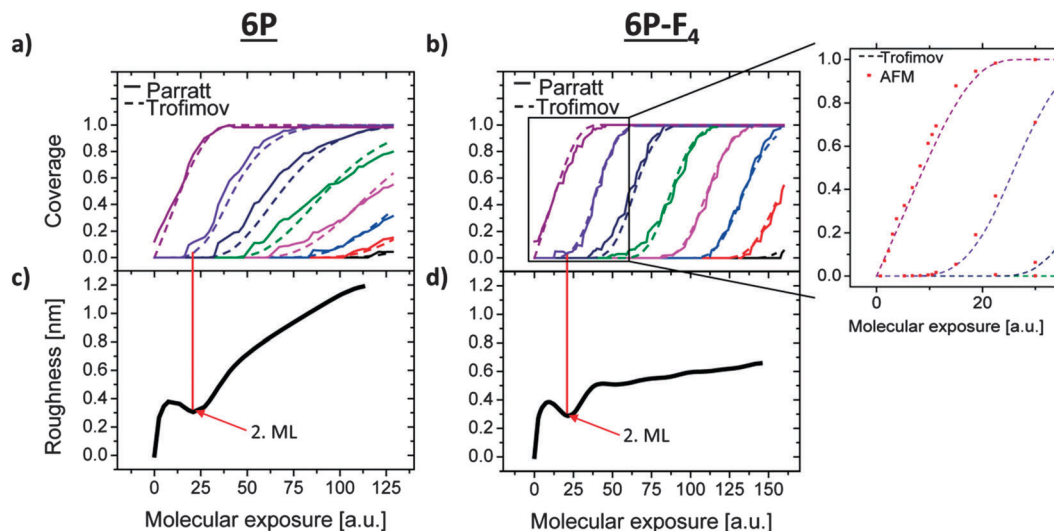 6P
6P-F4
a)
Parratt
Trofimov
Coverage
1.0
0.8
0.6
0.4
0.2
0.0
b)
Parratt
Trofimov
1.0
0.8
0.6
0.4
0.2
0.0
Trofimov
AFM
1.0
0.8
0.6
0.4
0.2
0.0
0 20
Molecular exposure [a.u.]
c)
Roughness [nm]
1.2
1.0
0.8
0.6
0.4
0.2
0.0
2. ML
0 25 50 75 100 125
Molecular exposure [a.u.]
d)
1.2
1.0
0.8
0.6
0.4
0.2
0.0
2. ML
0 25 50 75 100 125 150
Molecular exposure [a.u.]